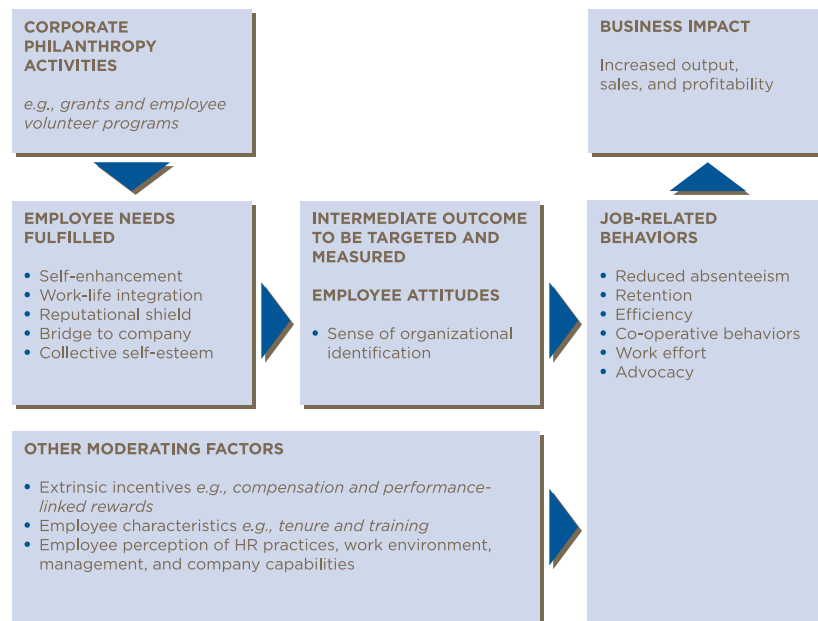 CORPORATE
PHILANTHROPY
ACTIVITIES
e.g., grants and employee
volunteer programs
BUSINESS IMPACT
Increased output,
sales, and profitability
EMPLOYEE NEEDS
FULFILLED
• Self-enhancement
• Work-life integration
• Reputational shield
• Bridge to company
• Collective self-esteem
INTERMEDIATE OUTCOME
TO BE TARGETED AND
MEASURED
EMPLOYEE ATTITUDES
• Sense of organizational
identification
JOB-RELATED
BEHAVIORS
• Reduced absenteeism
• Retention
• Efficiency
• Co-operative behaviors
• Work effort
• Advocacy
OTHER MODERATING FACTORS
• Extrinsic incentives e.g., compensation and performance-
linked rewards
• Employee characteristics e.g., tenure and training
• Employee perception of HR practices, work environment,
management, and company capabilities